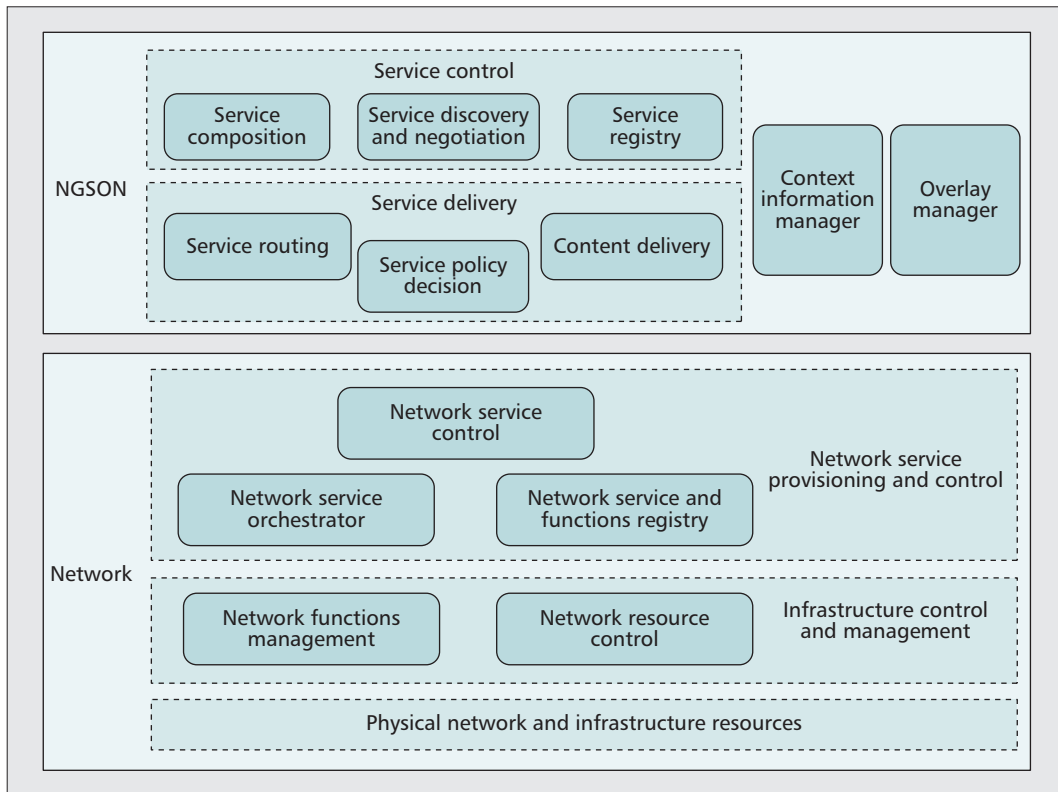 Service control
Service
composition
Service discovery
and negotiation
Service
registry
NGSON
Service delivery
Service routing
Service policy
decision
Content delivery
Context
information
manager
Overlay
manager
Network service
control
Network service
orchestrator
Network service and
functions registry
Network service
provisioning and control
Network
Network functions
management
Network resource
control
Infrastructure control
and management
Physical network and infrastructure resources